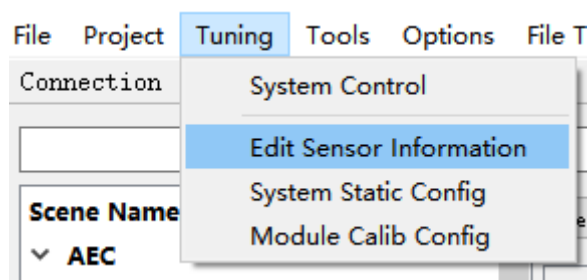 File Project Tuning Tools Options File T
Connection System Control
Edit Sensor Information
System Static Config
Scene Name
Module Calib Config
AEC